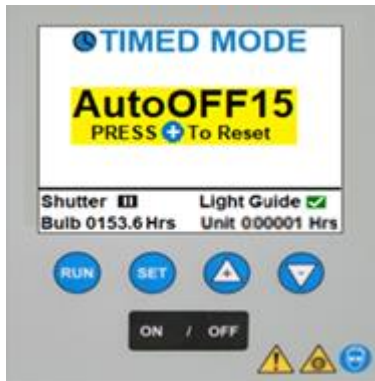 TIMED MODE
AutoOFF15
PRESS + To Reset
Shutter Light Guide
Bulb 0153.6 Hrs Unit 000001 Hrs
RUN SET + -
ON / OFF